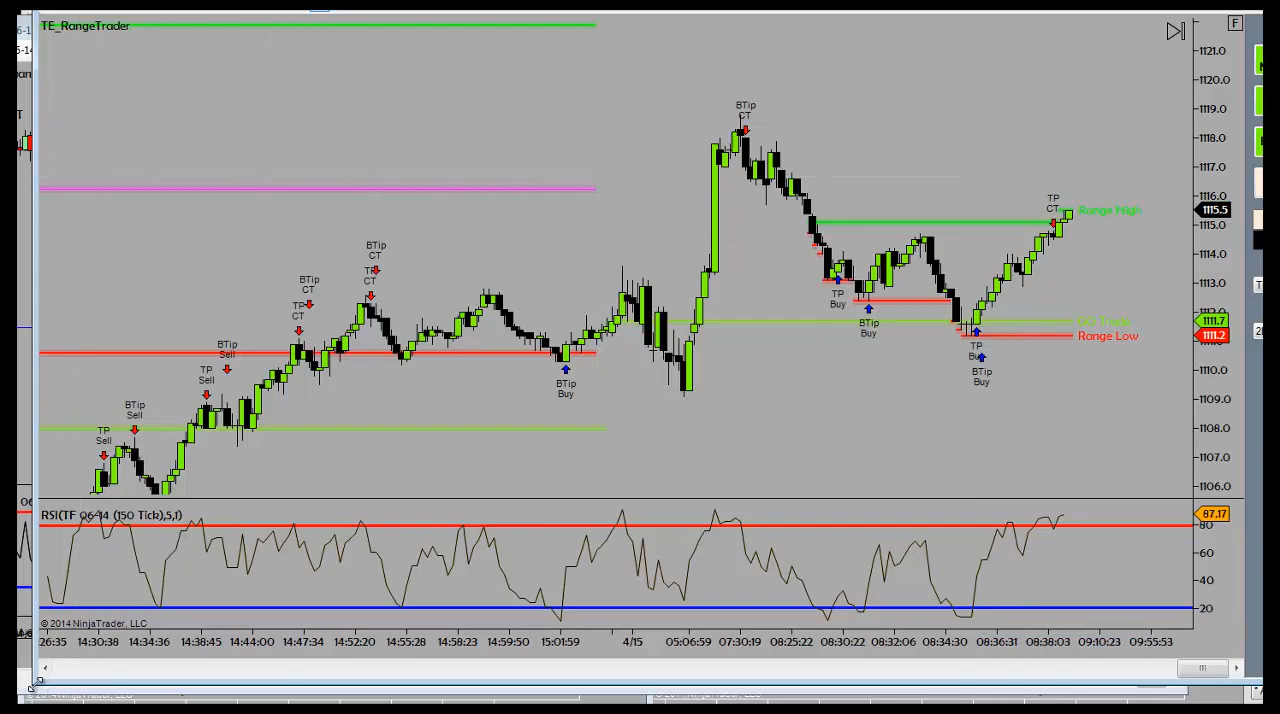 TE_RangeTrader
F
1121.0
1120.0
1119.0
1118.0
1117.0
1116.0
1115.5
1115.0
1114.0
1113.0
1112.0
1111.7
1111.2
1110.0
1109.0
1108.0
1107.0
1106.0
BTip
CT
TP
CT
Range High
BTip
CT
TP
CT
BTip
CT
TP
CT
TP
Buy
BTip
Buy
Range Low
TP
BTip
Buy
BTip
Sell
TP
Sell
BTip
Buy
BTip
Sell
TP
Sell
RSI(TF 06-14 (150 Tick),5,1)
87.17
80
60
40
20
© 2014 NinjaTrader, LLC
26:35 14:30:38 14:34:36 14:38:45 14:44:00 14:47:34 14:52:20 14:55:28 14:59:50 15:01:59 4/15 05:06:59 07:30:19 08:25:22 08:30:22 08:32:06 08:34:30 08:36:31 08:38:03 09:10:23 09:55:53